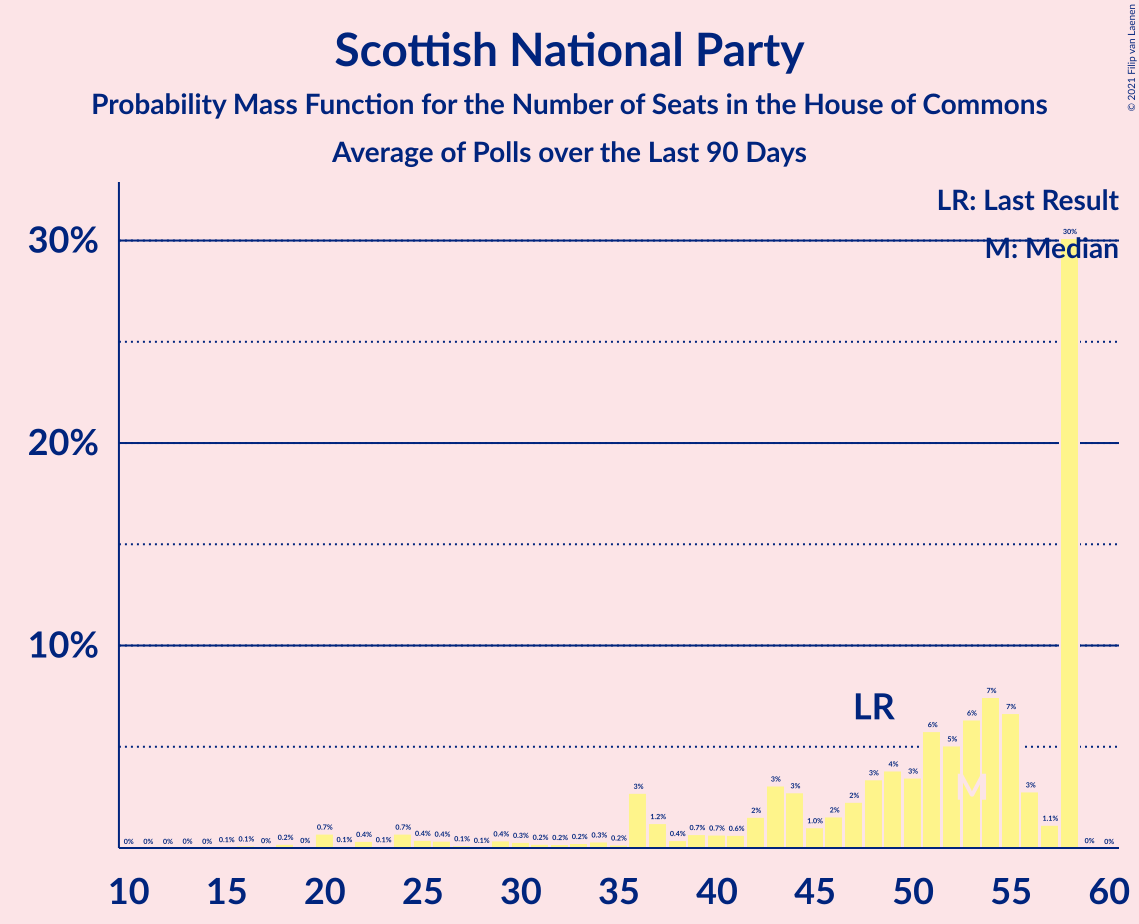 Scottish National Party
Probability Mass Function for the Number of Seats in the House of Commons
Average of Polls over the Last 90 Days
© 2021 Filip van Laenen
LR: Last Result
M: Median
30%
20%
10%
0% 0% 0% 0% 0% 0.1% 0.1% 0% 0.2% 0% 0.7% 0.1% 0.4% 0.1% 0.7% 0.4% 0.4% 0.1% 0.1% 0.4% 0.3% 0.2% 0.2% 0.2% 0.3% 0.2% 3% 1.2% 0.4% 0.7% 0.7% 0.6% 2% 3% 3% 1.0% 2% 2% 3% 4% 3% 6% 5% 6% 7% 7% 3% 1.1% 30% 0% 0%
LR
M
10 15 20 25 30 35 40 45 50 55 60